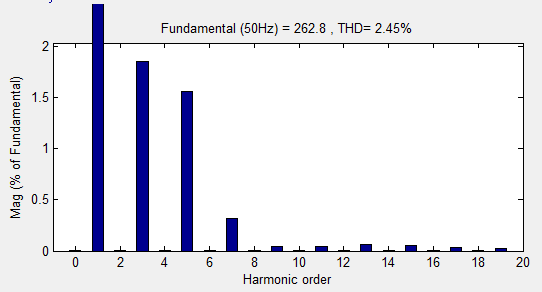 Fundamental (50Hz) = 262.8 , THD= 2.45%
2
1.5
1
0.5
0
Mag (% of Fundamental)
0 2 4 6 8 10 12 14 16 18 20
Harmonic order